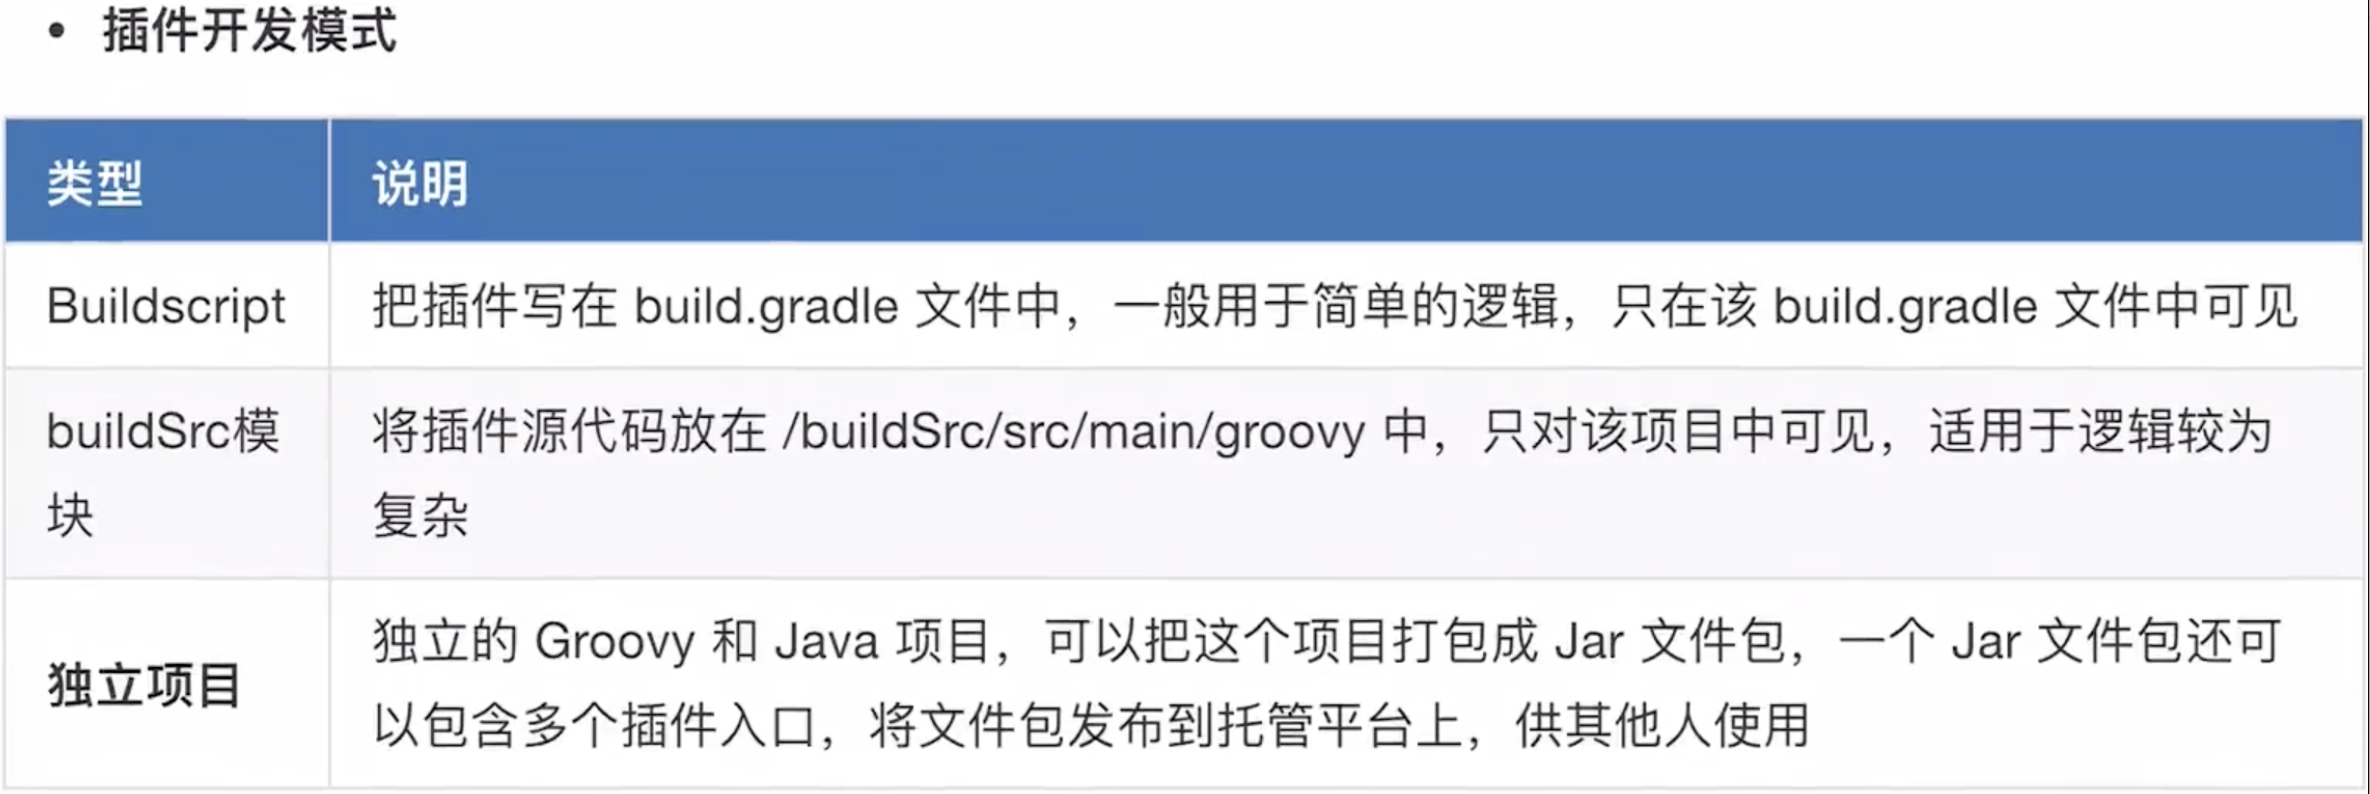 • 插件开发模式
类型
说明
Buildscript
把插件写在 build.gradle 文件中，一般用于简单的逻辑，只在该 build.gradle 文件中可见
buildSrc模
块
将插件源代码放在 /buildSrc/src/main/groovy 中，只对该项目中可见，适用于逻辑较为
复杂
独立项目
独立的 Groovy 和 Java 项目，可以把这个项目打包成 Jar 文件包，一个 Jar 文件包还可
以包含多个插件入口，将文件包发布到托管平台上，供其他人使用